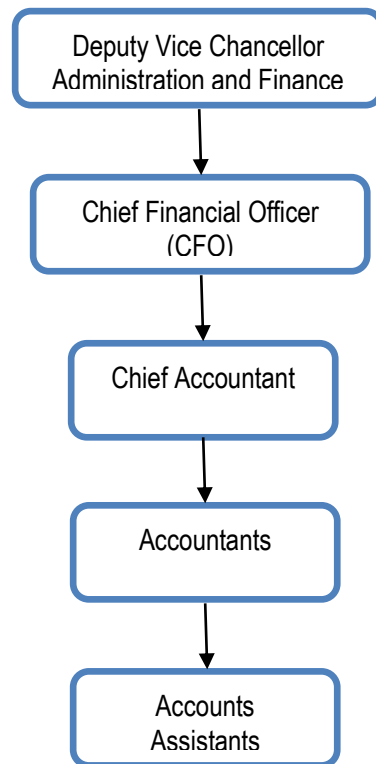 Deputy Vice Chancellor
Administration and Finance
Chief Financial Officer
(CFO)
Chief Accountant
Accountants
Accounts
Assistants